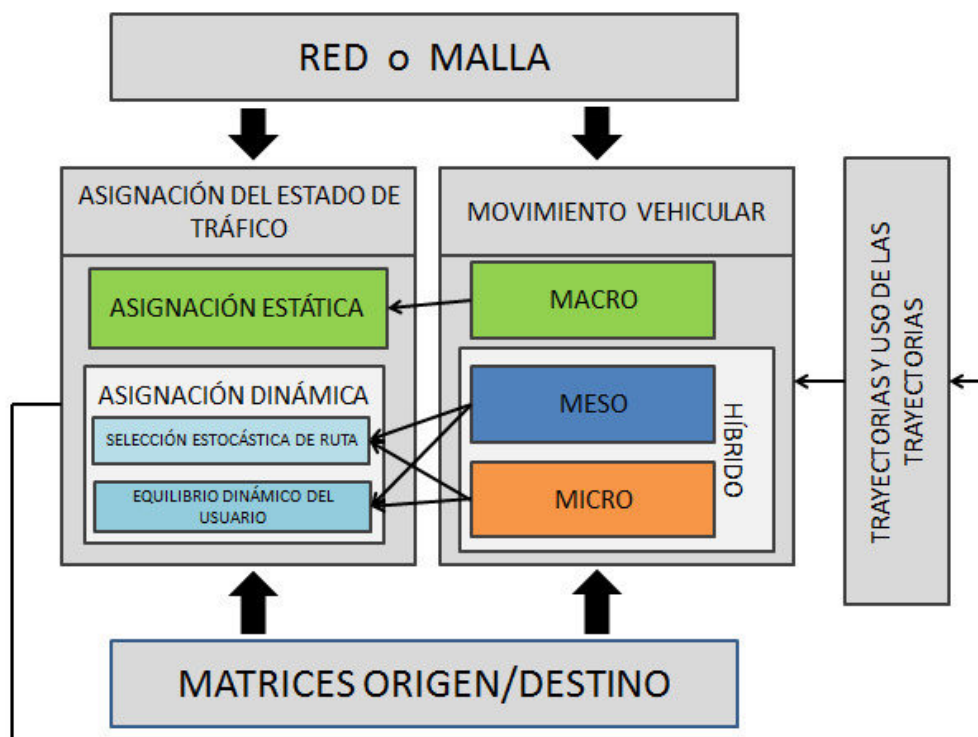 RED o MALLA
ASIGNACIÓN DEL ESTADO DE
TRÁFICO
ASIGNACIÓN ESTÁTICA
ASIGNACIÓN DINÁMICA
SELECCIÓN ESTOCÁSTICA DE RUTA
EQUILIBRIO DINÁMICO DEL
USUARIO
MOVIMIENTO VEHICULAR
MACRO
MESO
MICRO
HÍBRIDO
TRAYECTORIAS Y USO DE LAS
TRAYECTORIAS
MATRICES ORIGEN/DESTINO